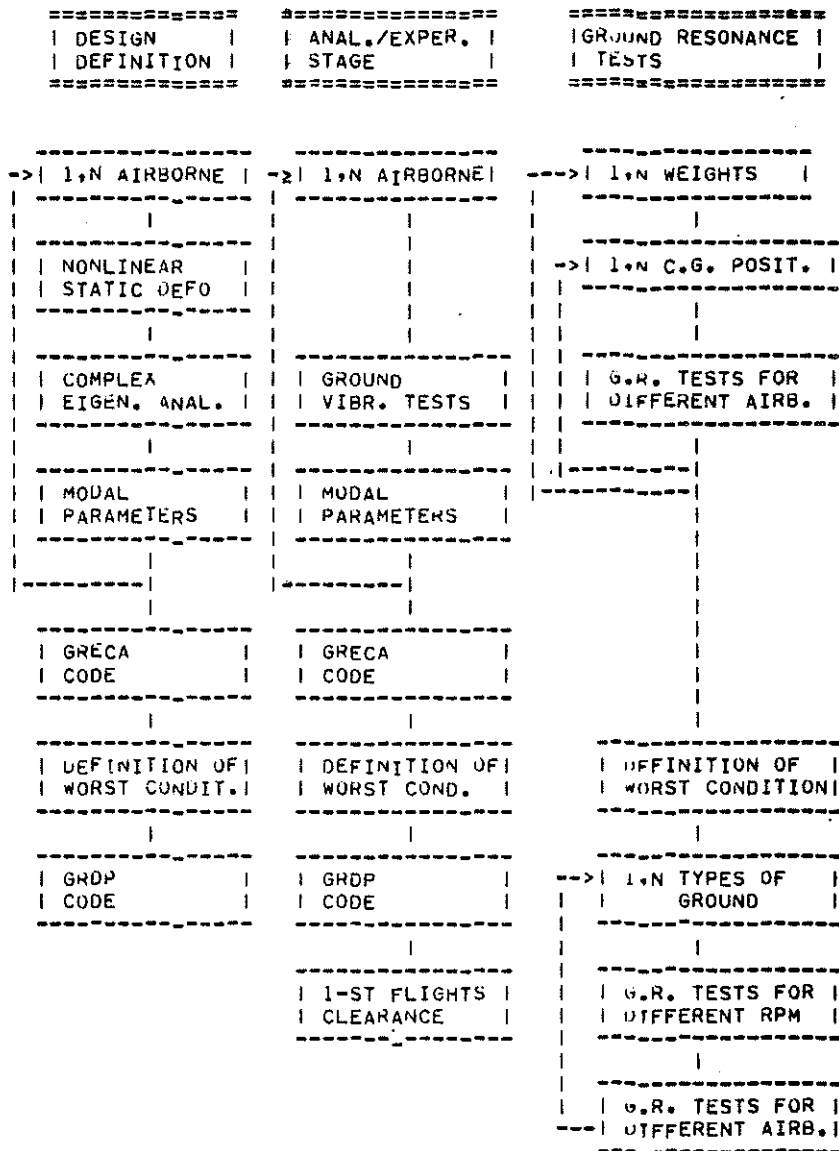 DESIGN
DEFINITION
ANAL./EXPER.
STAGE
GROUND RESONANCE
TESTS
1,N AIRBORNE
NONLINEAR
STATIC DEFO
COMPLEX
EIGEN. ANAL.
MODAL
PARAMETERS
GRECA
CODE
DEFINITION OF
WORST CONDIT.
GRDP
CODE
1,N AIRBORNE
GROUND
VIBR. TESTS
MODAL
PARAMETERS
GRECA
CODE
DEFINITION OF
WORST COND.
GRDP
CODE
1-ST FLIGHTS
CLEARANCE
1,N WEIGHTS
1,N C.G. POSIT.
G.R. TESTS FOR
DIFFERENT AIRB.
DEFINITION OF
WORST CONDITION
1,N TYPES OF
GROUND
G.R. TESTS FOR
DIFFERENT RPM
G.R. TESTS FOR
DIFFERENT AIRB.